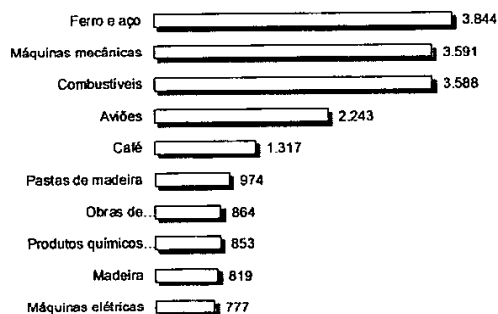 Ferro e aço 3.844
Máquinas mecânicas 3.591
Combustíveis 3.588
Aviões 2.243
Café 1.317
Pastas de madeira 974
Obras de... 864
Produtos químicos... 853
Madeira 819
Máquinas elétricas 777